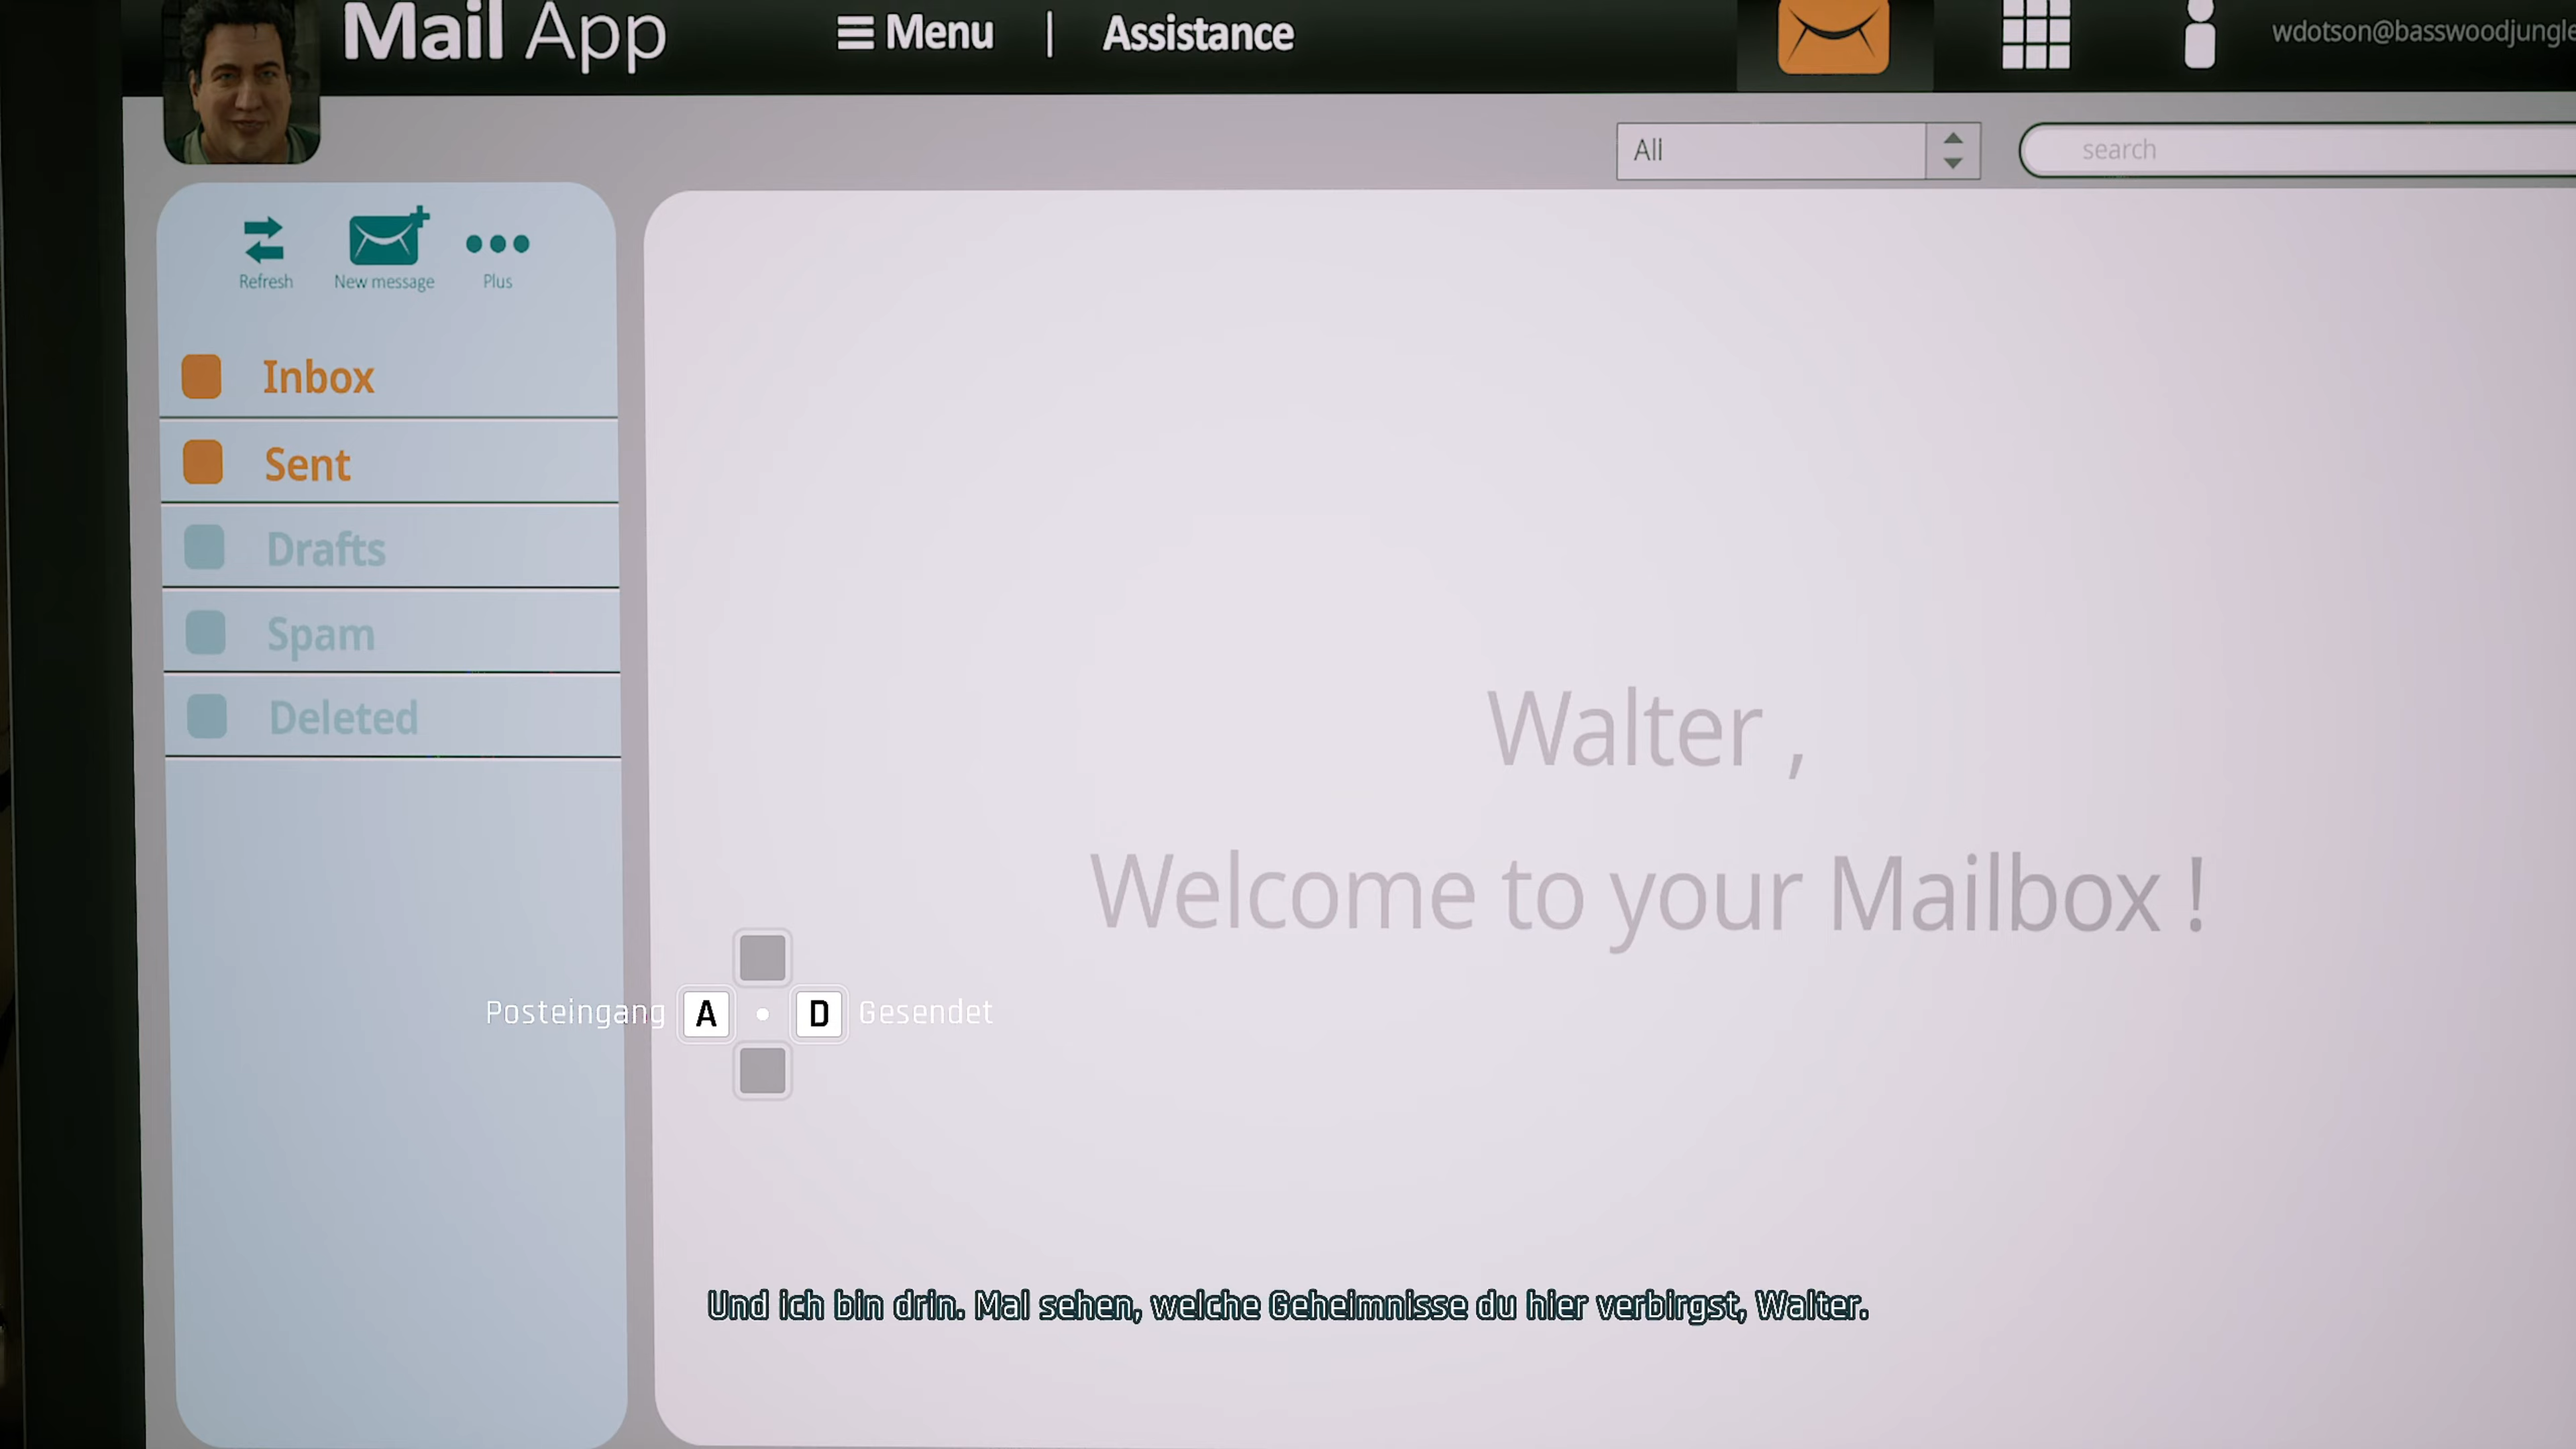 Mail App
Menu | Assistance
wdotson@basswoodjungle
All
search
Refresh
New message
Plus
Inbox
Sent
Drafts
Spam
Deleted
Walter ,
Welcome to your Mailbox !
Posteingang A D Gesendet
Und ich bin drin. Mal sehen, welche Geheimnisse du hier verbirgst, Walter.